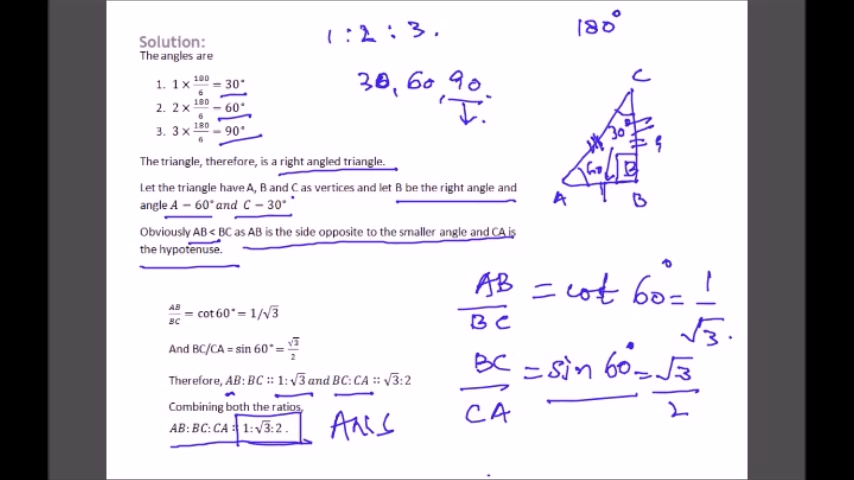 1 : 2 : 3 .
180°
Solution:
The angles are
1. 1 × 180/6 = 30°
2. 2 × 180/6 − 60°
3. 3 × 180/6 = 90°
30, 60, 90
C
30°
60
B
A
B
The triangle, therefore, is a right angled triangle.
Let the triangle have A, B and C as vertices and let B be the right angle and
angle A − 60° and C − 30°
Obviously AB < BC as AB is the side opposite to the smaller angle and CA is
the hypotenuse.
AB/BC = cot 60° = 1/√3
And BC/CA = sin 60° = √3/2
Therefore, AB: BC ∷ 1: √3 and BC: CA ∷ √3: 2
Combining both the ratios,
AB: BC: CA ∷ 1: √3: 2 .
Ans
AB/BC = cot 60° = 1/√3.
BC/CA = sin 60° = √3/2